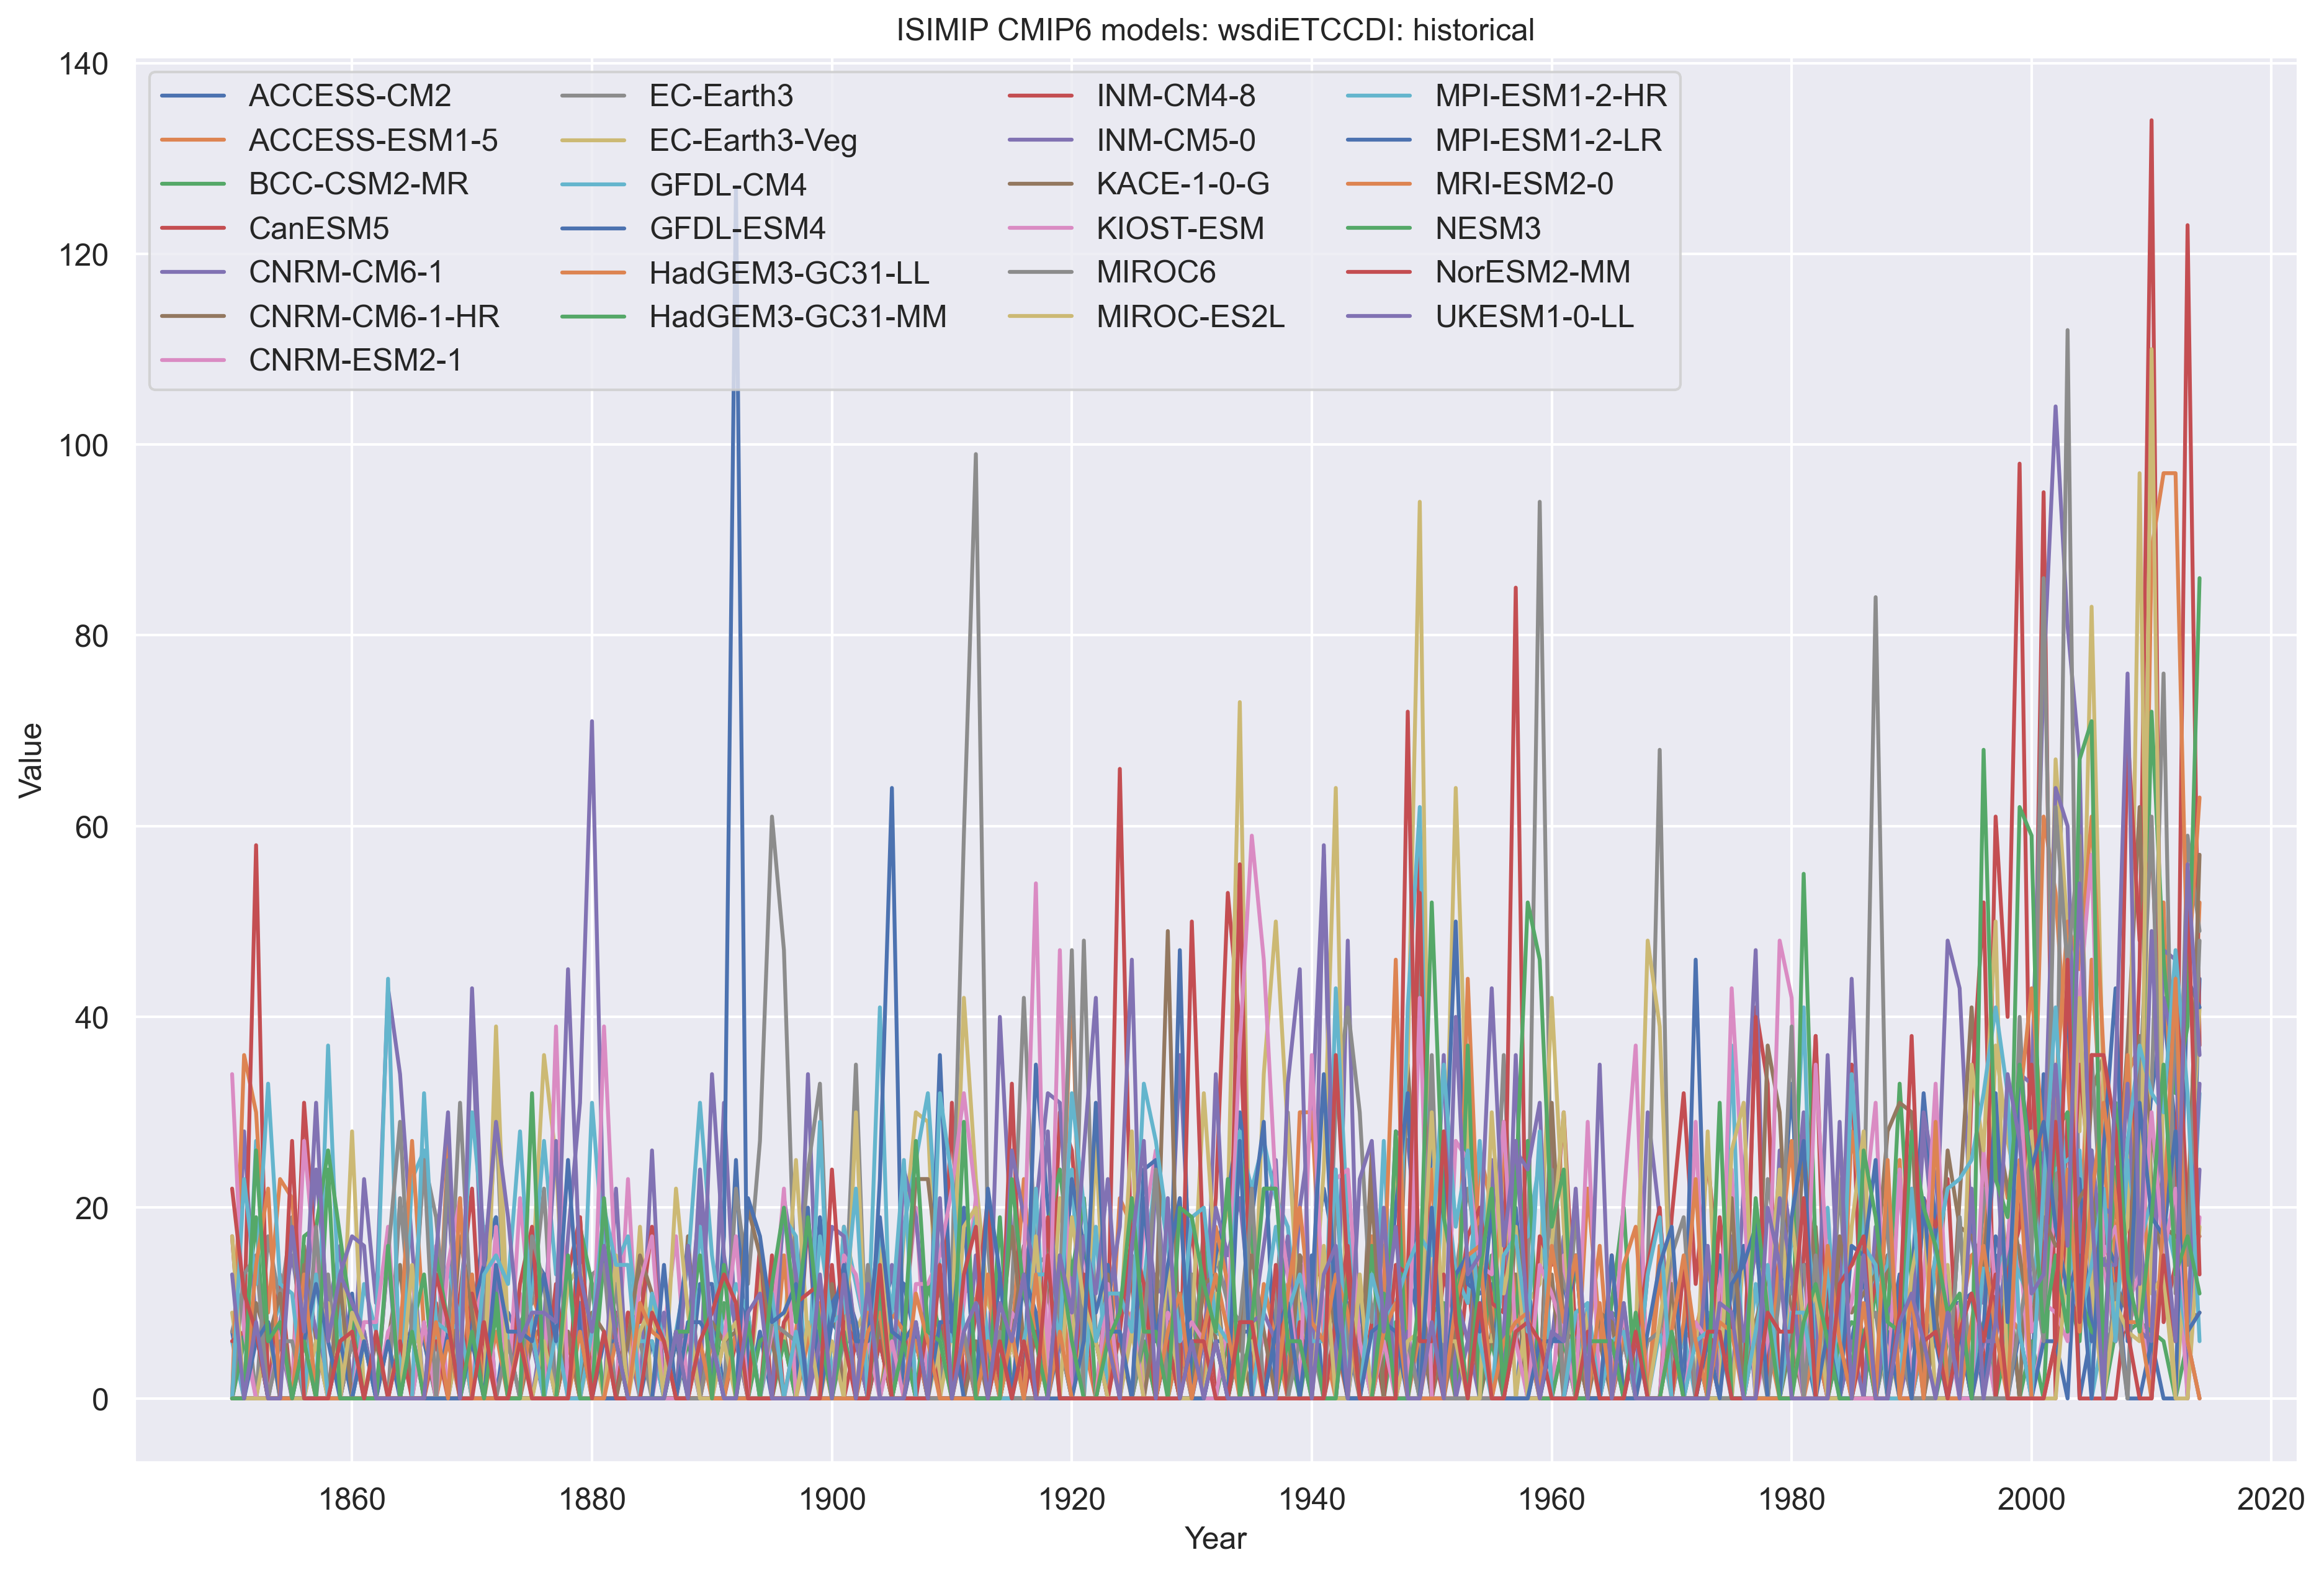 ISIMIP CMIP6 models: wsdiETCCDI: historical
140
120
100
80
60
40
20
0
Value
ACCESS-CM2
ACCESS-ESM1-5
BCC-CSM2-MR
CanESM5
CNRM-CM6-1
CNRM-CM6-1-HR
CNRM-ESM2-1
EC-Earth3
EC-Earth3-Veg
GFDL-CM4
GFDL-ESM4
HadGEM3-GC31-LL
HadGEM3-GC31-MM
INM-CM4-8
INM-CM5-0
KACE-1-0-G
KIOST-ESM
MIROC6
MIROC-ES2L
MPI-ESM1-2-HR
MPI-ESM1-2-LR
MRI-ESM2-0
NESM3
NorESM2-MM
UKESM1-0-LL
1860 1880 1900 1920 1940 1960 1980 2000 2020
Year